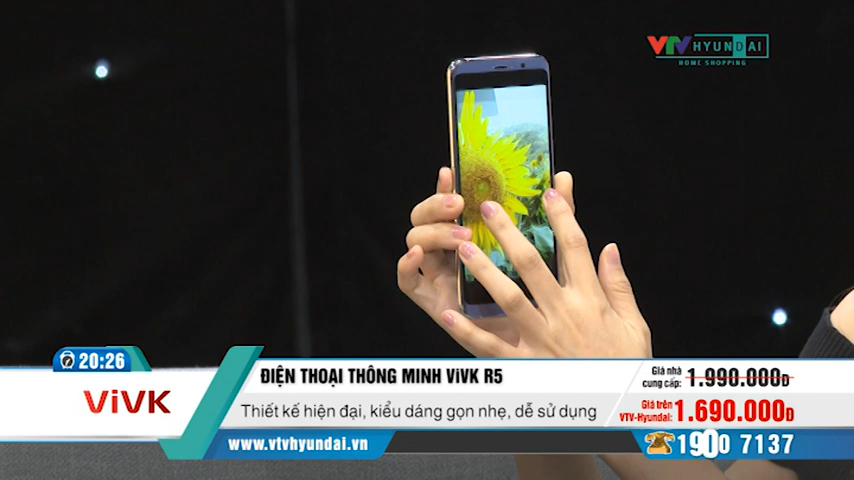 VTV HYUNDAI
HOME SHOPPING
20:26
ViVK
ĐIỆN THOẠI THÔNG MINH ViVK R5
Thiết kế hiện đại, kiểu dáng gọn nhẹ, dễ sử dụng
Giá nhà
cung cấp: 1.990.000Đ
Giá trên
VTV-Hyundai: 1.690.000Đ
www.vtvhyundai.vn
1900 7137